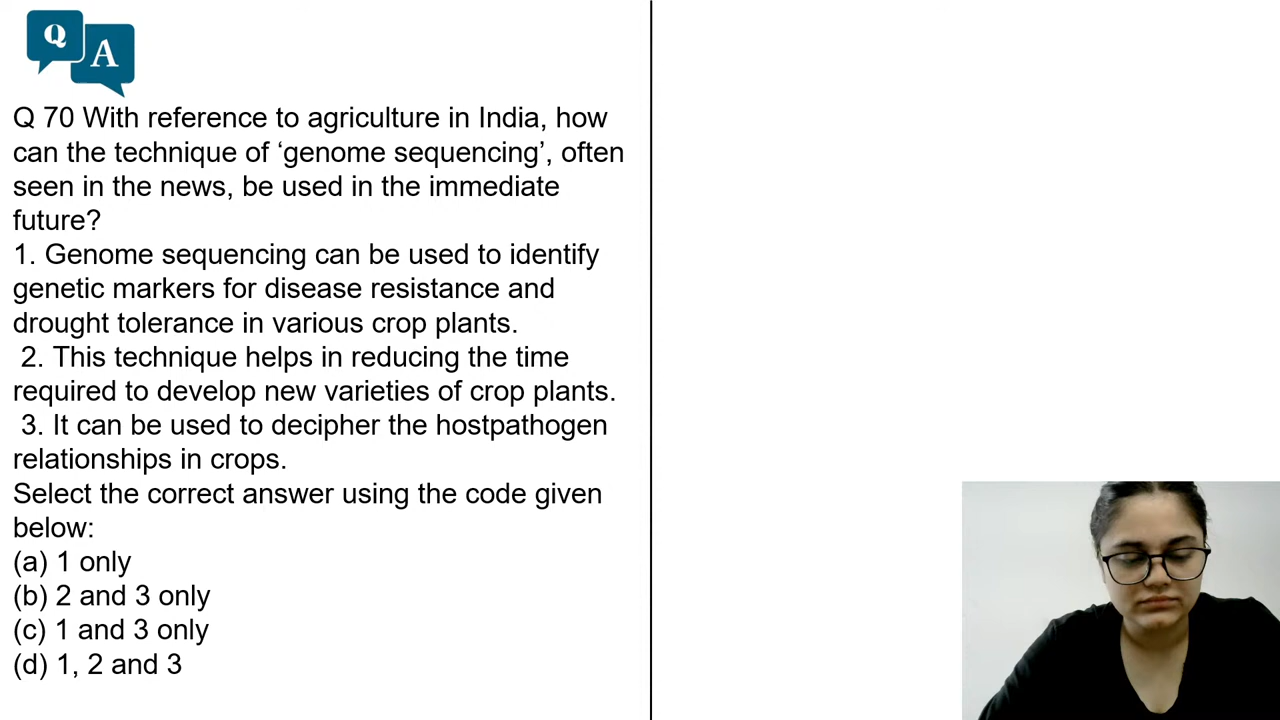 Q
A
Q 70 With reference to agriculture in India, how
can the technique of ‘genome sequencing’, often
seen in the news, be used in the immediate
future?
1. Genome sequencing can be used to identify
genetic markers for disease resistance and
drought tolerance in various crop plants.
2. This technique helps in reducing the time
required to develop new varieties of crop plants.
3. It can be used to decipher the hostpathogen
relationships in crops.
Select the correct answer using the code given
below:
(a) 1 only
(b) 2 and 3 only
(c) 1 and 3 only
(d) 1, 2 and 3